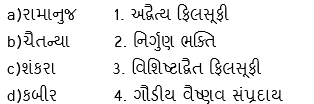 a)રામાનુજ 1. અદ્વૈત્ય ફિલસૂફી
b)ચૈતન્યા 2. નિર્ગુણ ભક્તિ
c)શંકરા 3. વિશિષ્ટાદ્વૈત ફિલસૂફી
d)કબીર 4. ગૌડીય વૈષ્ણવ સંપ્રદાય